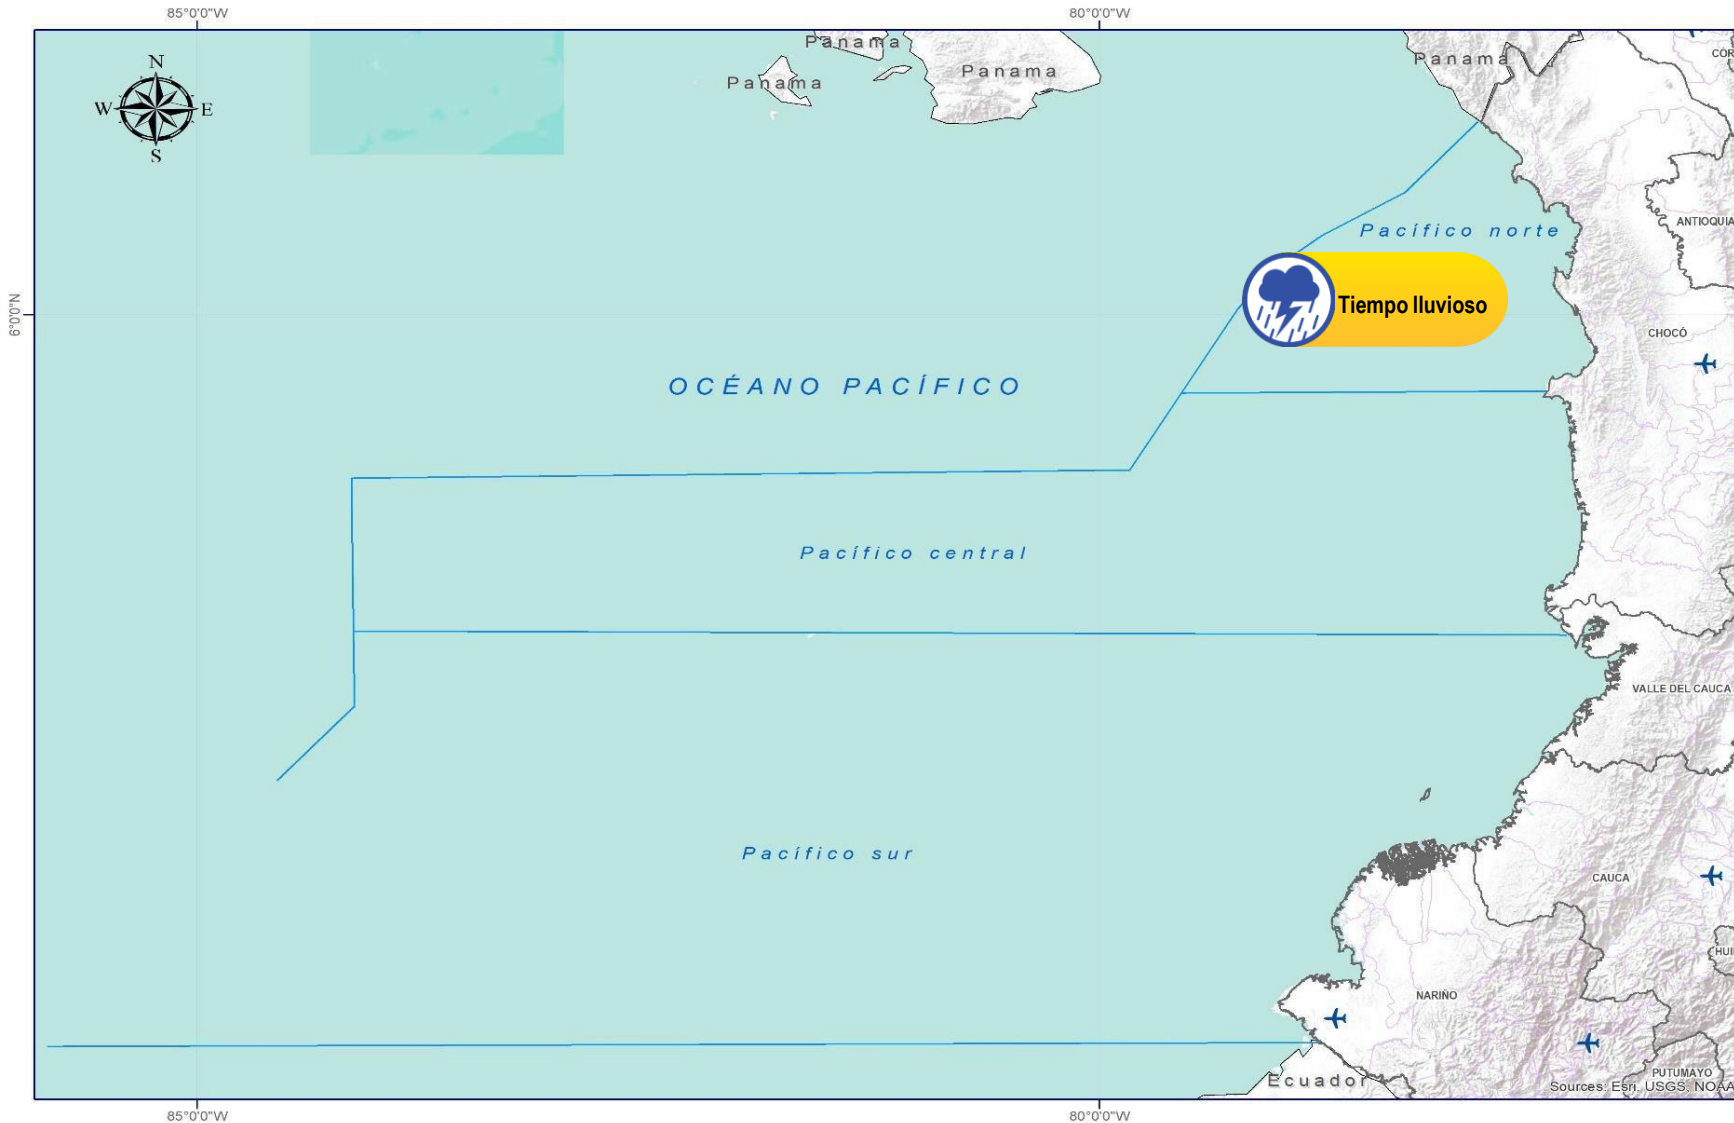 85°0'0"W
80°0'0"W
N
W
E
S
Panama
Panama
Panama
Panama
COR
Pacífico norte
ANTIOQUIA
6°0'0"N
Tiempo lluvioso
CHOCÓ
OCÉANO PACÍFICO
Pacífico central
VALLE DEL CAUCA
Pacífico sur
CAUCA
HUI
NARIÑO
Ecuador
PUTUMAYO
Sources: Esri, USGS, NOAA
85°0'0"W
80°0'0"W